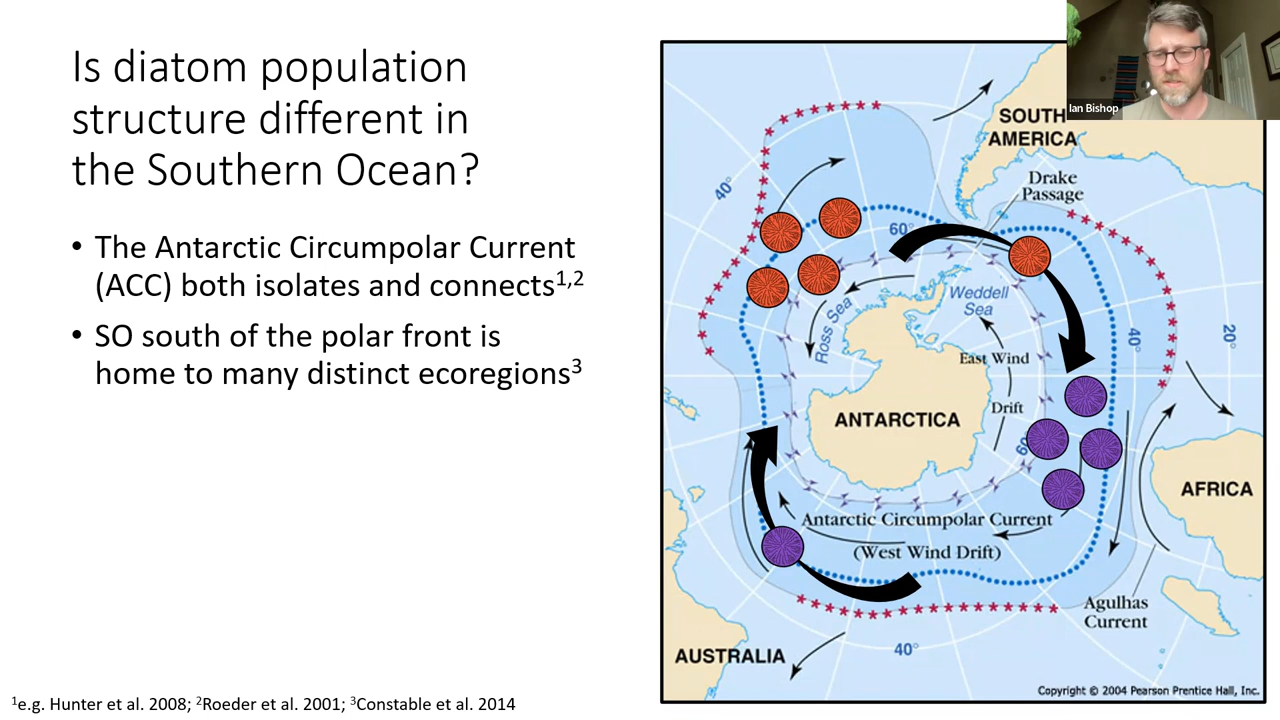 Is diatom population
structure different in
the Southern Ocean?
• The Antarctic Circumpolar Current
(ACC) both isolates and connects1,2
• SO south of the polar front is
home to many distinct ecoregions3
1e.g. Hunter et al. 2008; 2Roeder et al. 2001; 3Constable et al. 2014
Ian Bishop
SOUTH
AMERICA
Drake
Passage
40°
60°
Weddell
Sea
Ross Sea
East Wind
Drift
40°
20°
ANTARCTICA
60
AFRICA
Antarctic Circumpolar Current
(West Wind Drift)
Agulhas
Current
40°
AUSTRALIA
Copyright © 2004 Pearson Prentice Hall, Inc.